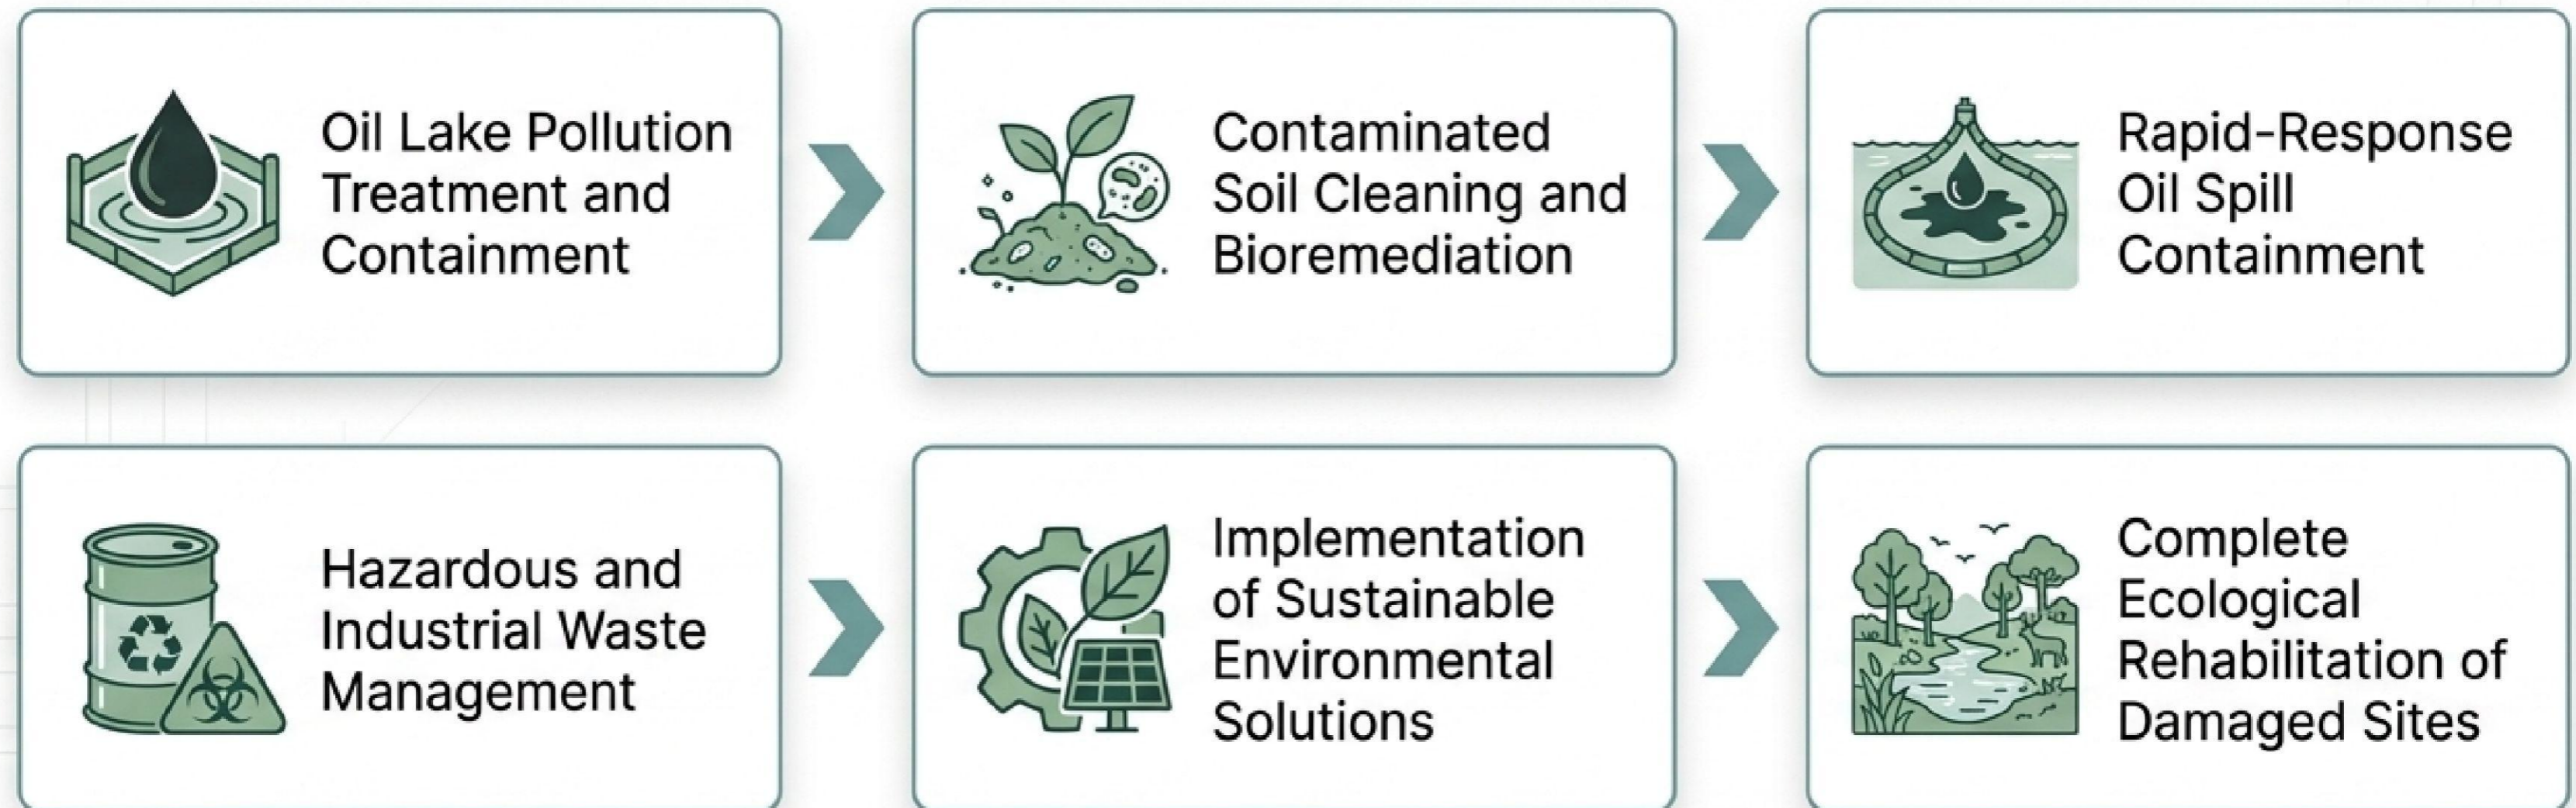 Oil Lake Pollution
Treatment and
Containment
Contaminated
Soil Cleaning and
Bioremediation
Rapid-Response
Oil Spill
Containment
Hazardous and
Industrial Waste
Management
Implementation
of Sustainable
Environmental
Solutions
Complete
Ecological
Rehabilitation of
Damaged Sites